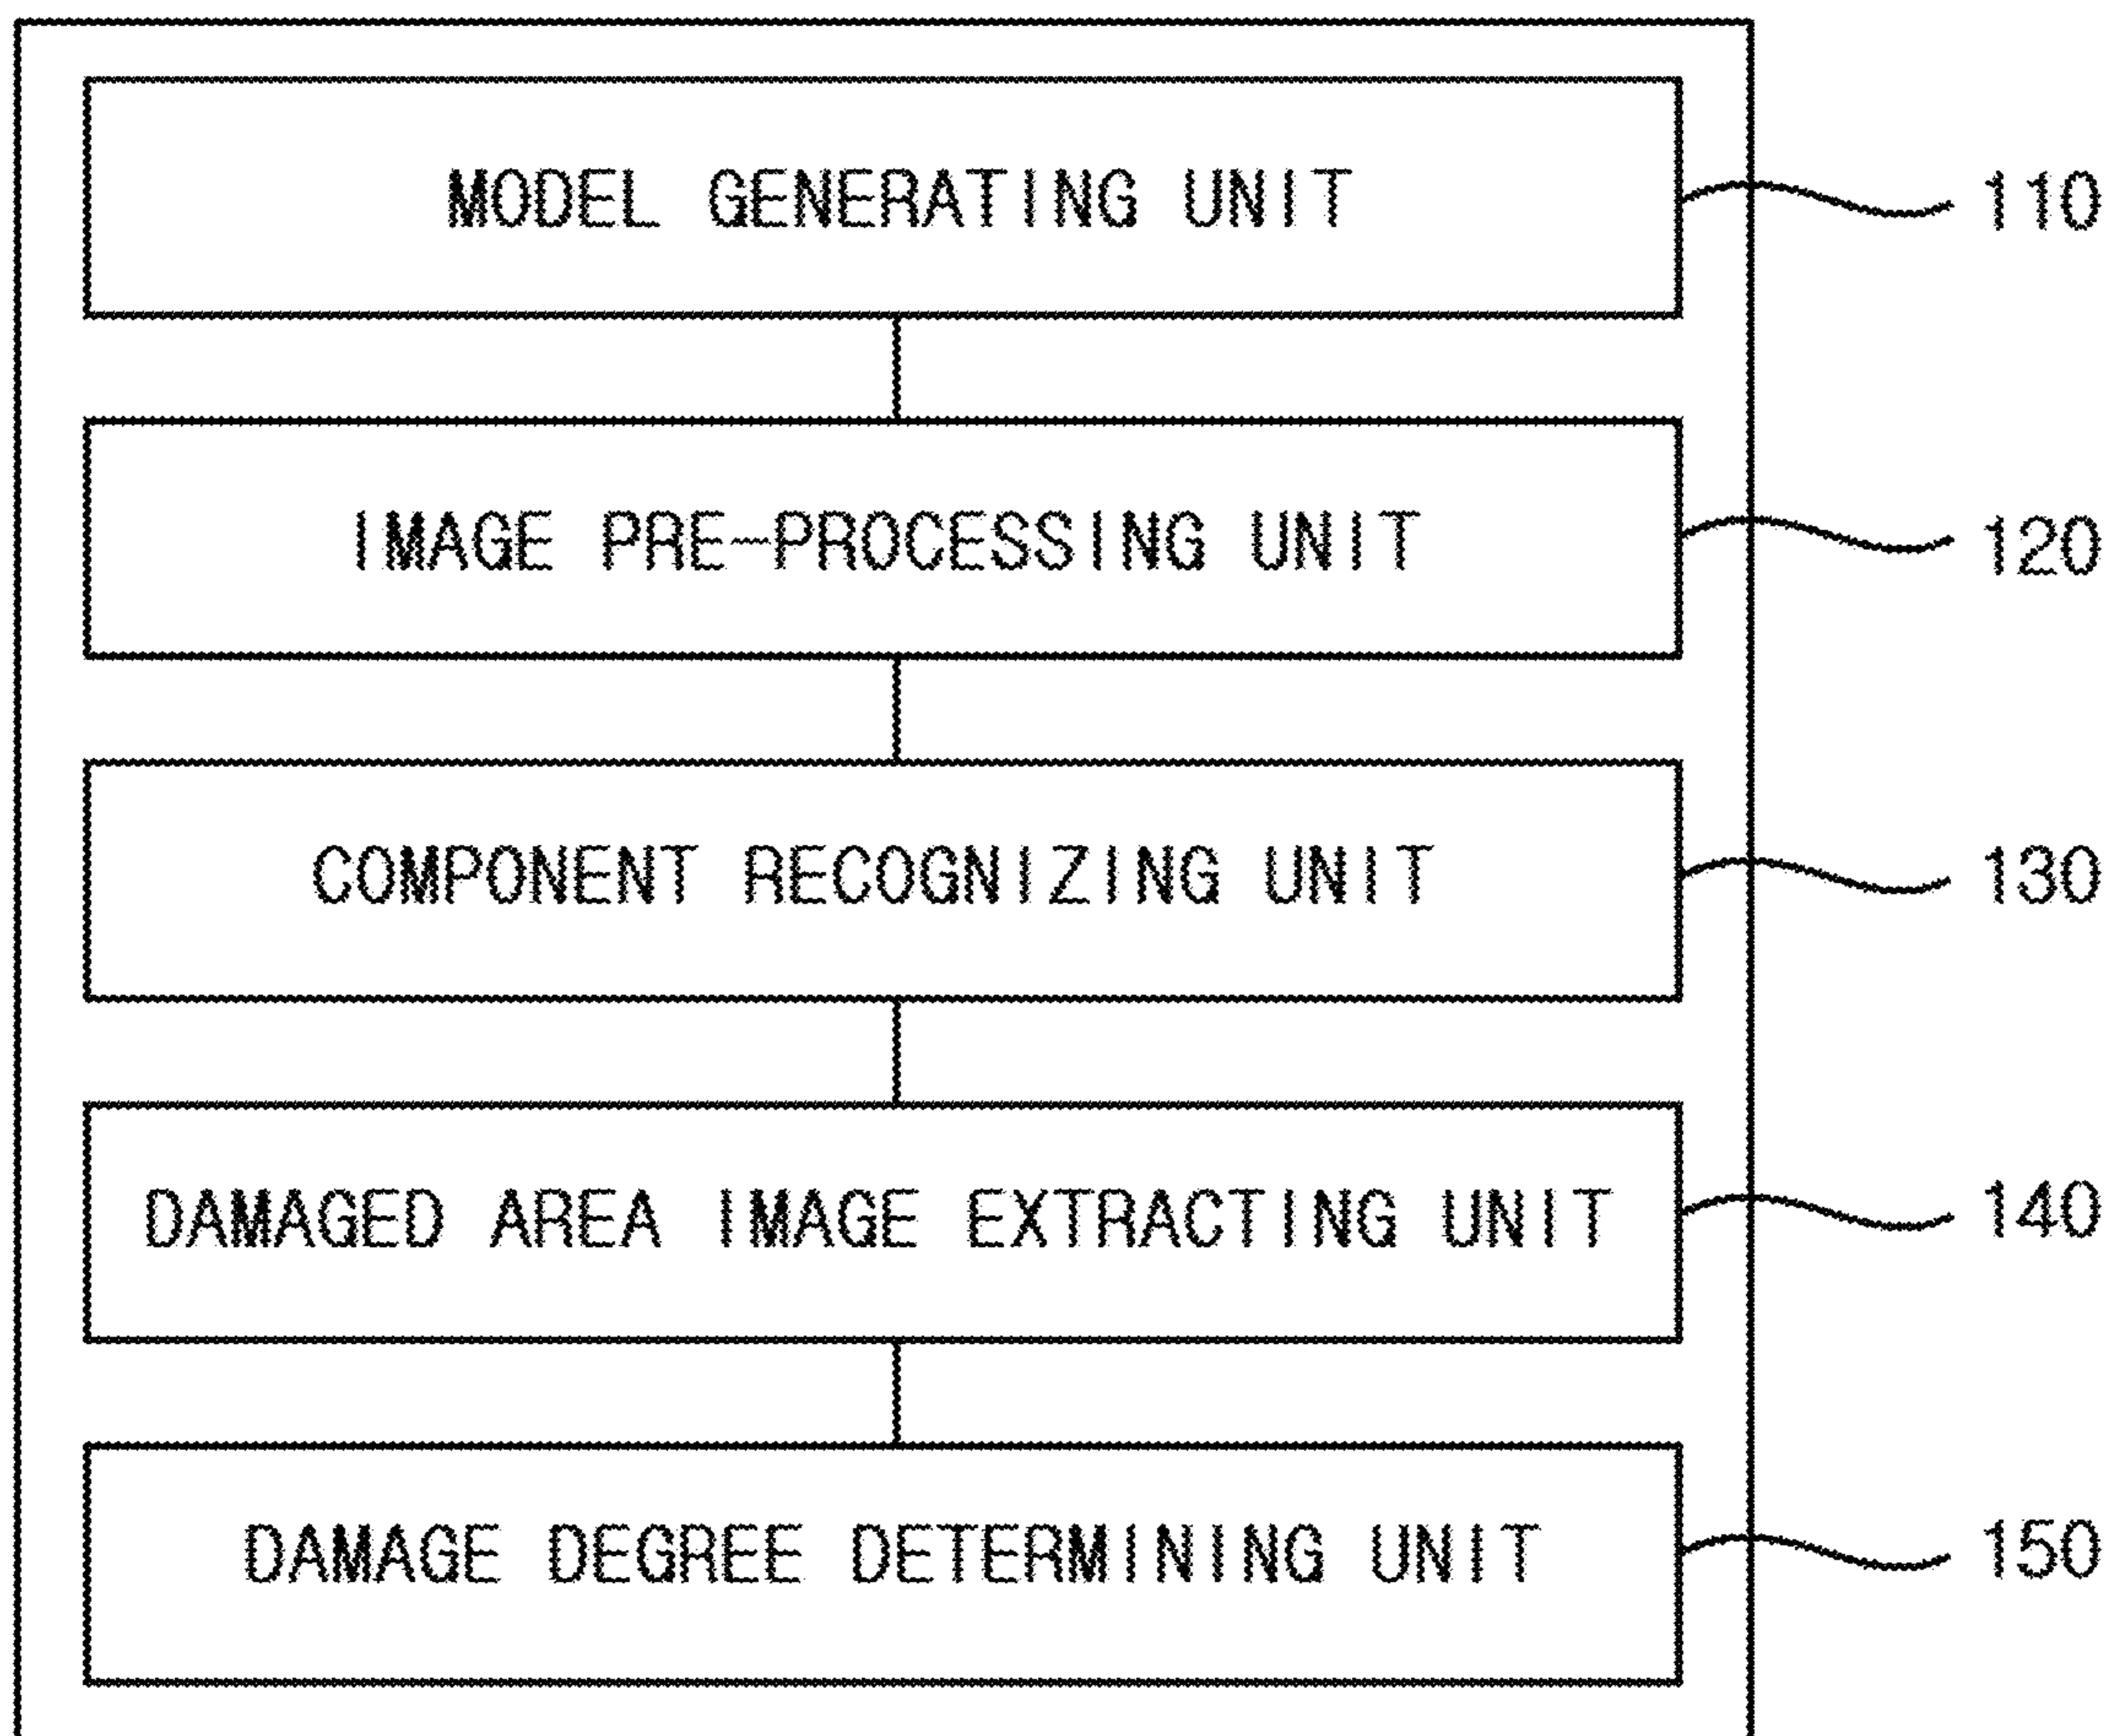 MODEL GENERATING UNIT
110
IMAGE PRE-PROCESSING UNIT
120
COMPONENT RECOGNIZING UNIT
130
DAMAGED AREA IMAGE EXTRACTING UNIT
140
DAMAGE DEGREE DETERMINING UNIT
150